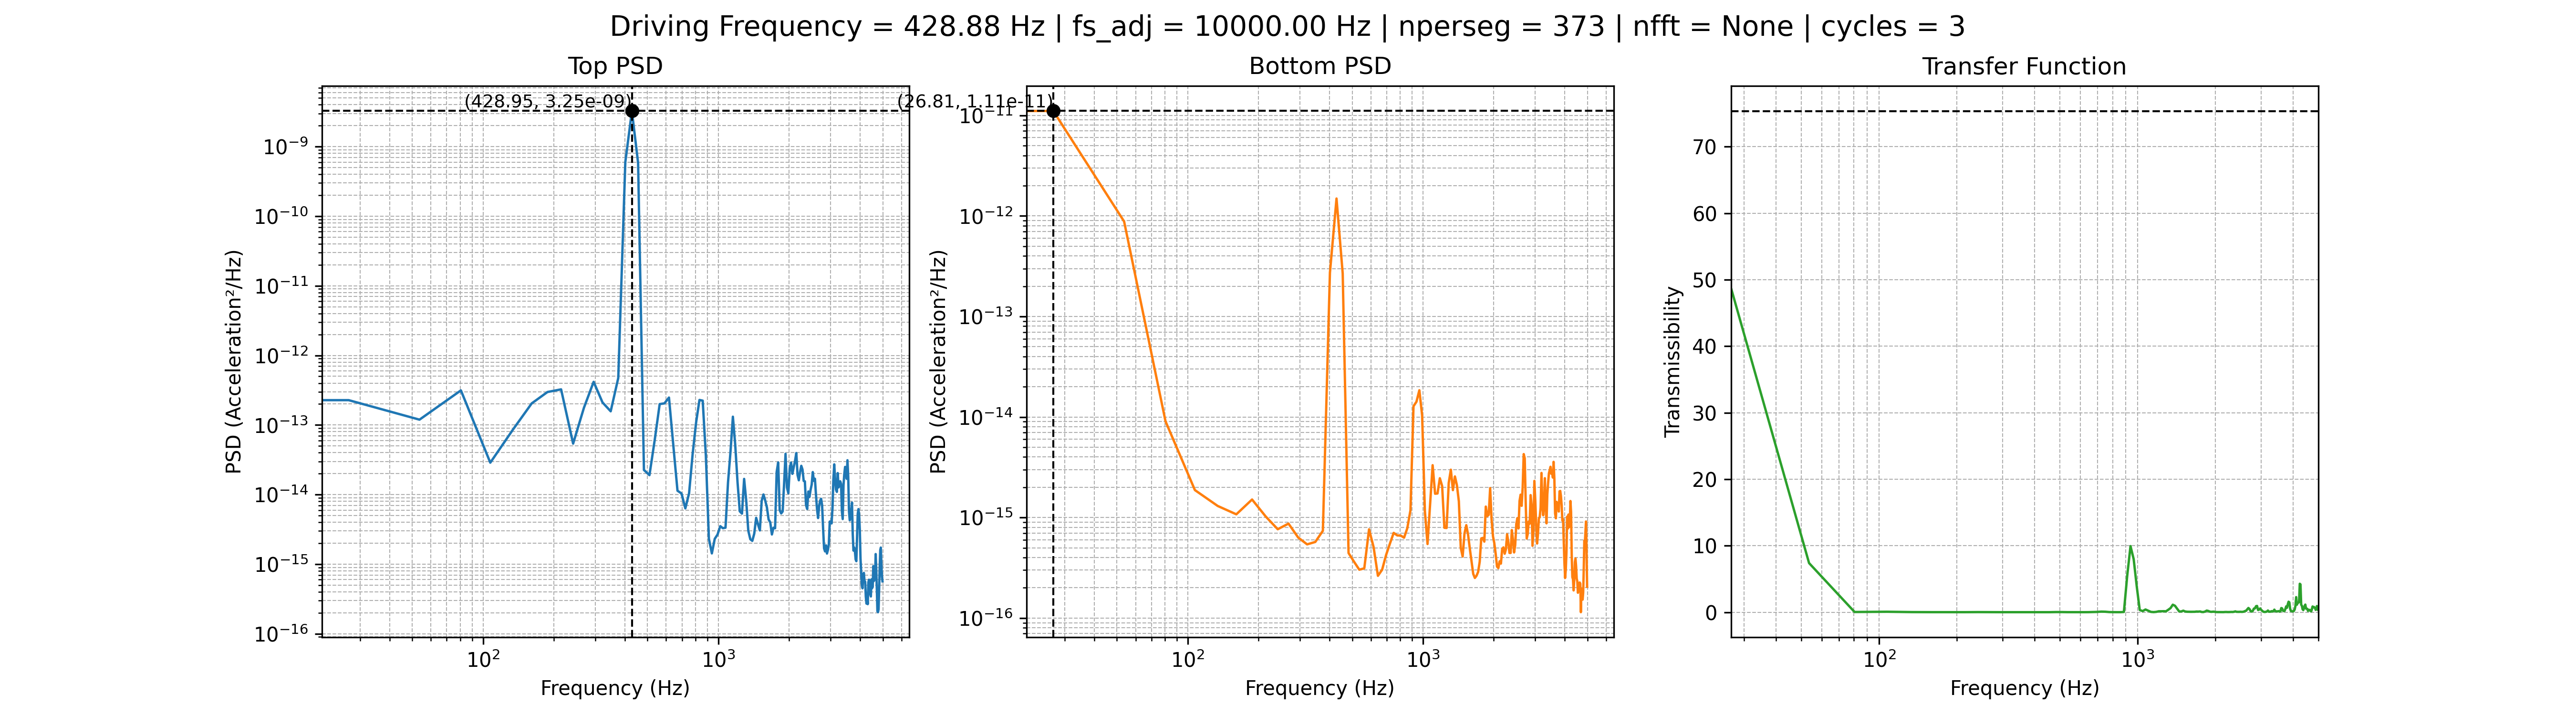 Driving Frequency = 428.88 Hz | fs_adj = 10000.00 Hz | nperseg = 373 | nfft = None | cycles = 3
Top PSD
(428.95, 3.25e-09)
10⁻⁹
10⁻¹⁰
10⁻¹¹
10⁻¹²
10⁻¹³
10⁻¹⁴
10⁻¹⁵
10⁻¹⁶
PSD (Acceleration²/Hz)
10²
10³
Frequency (Hz)
Bottom PSD
(26.81, 1.11e-11)
10⁻¹¹
10⁻¹²
10⁻¹³
10⁻¹⁴
10⁻¹⁵
10⁻¹⁶
PSD (Acceleration²/Hz)
10²
10³
Frequency (Hz)
Transfer Function
70
60
50
40
30
20
10
0
Transmissibility
10²
10³
Frequency (Hz)